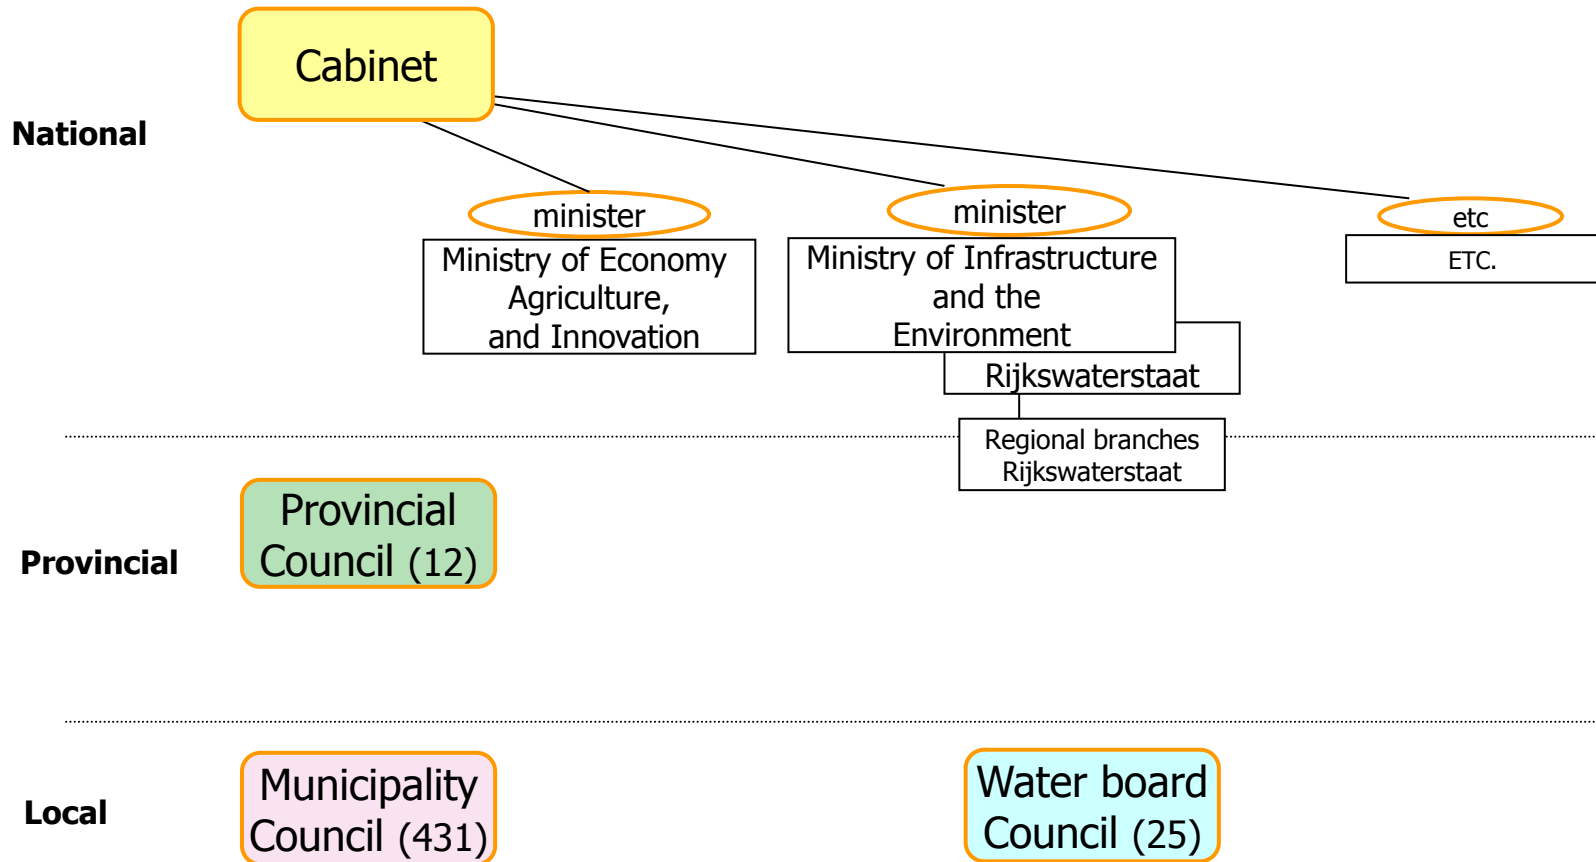 Cabinet
National
minister
minister
etc
Ministry of Economy
Agriculture,
and Innovation
Ministry of Infrastructure
and the
Environment
ETC.
Rijkswaterstaat
Regional branches
Rijkswaterstaat
Provincial
Provincial
Council (12)
Local
Municipality
Council (431)
Water board
Council (25)